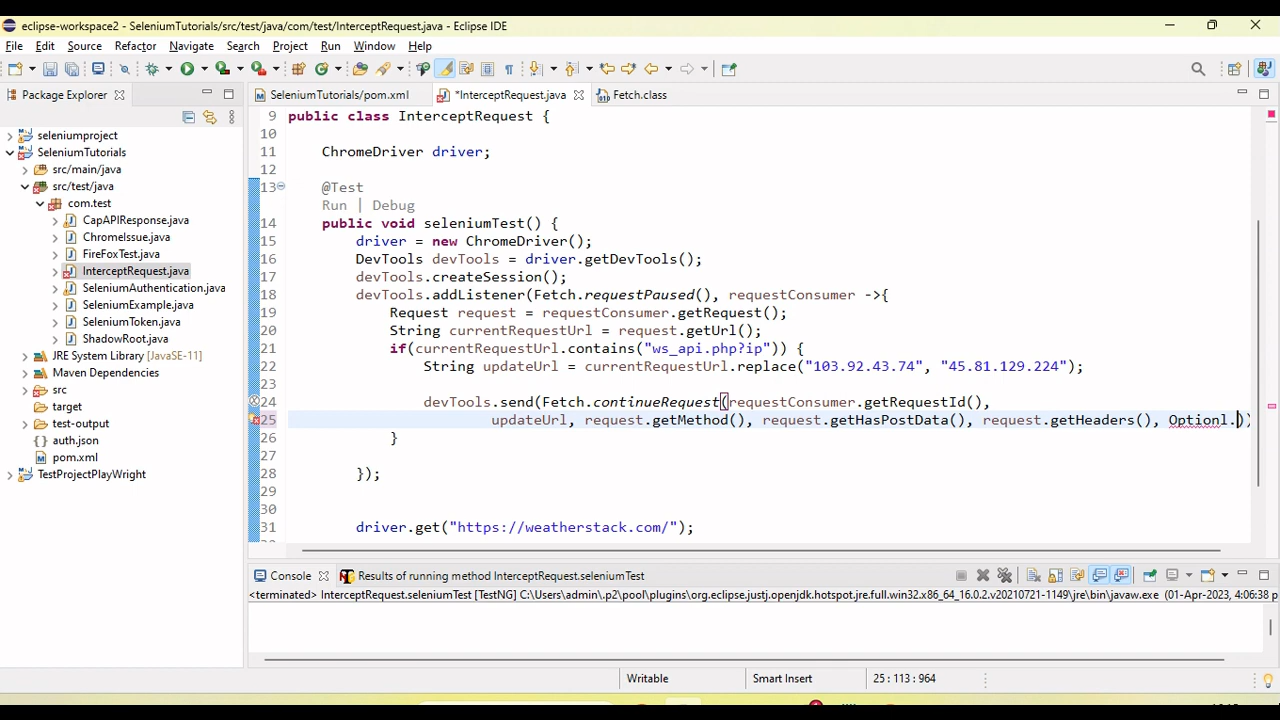 eclipse-workspace2 - SeleniumTutorials/src/test/java/com/test/InterceptRequest.java - Eclipse IDE
File Edit Source Refactor Navigate Search Project Run Window Help
Package Explorer
SeleniumTutorials/pom.xml *InterceptRequest.java Fetch.class
seleniumproject
SeleniumTutorials
src/main/java
src/test/java
com.test
CapAPIResponse.java
ChromeIssue.java
FireFoxTest.java
InterceptRequest.java
SeleniumAuthentication.java
SeleniumExample.java
SeleniumToken.java
ShadowRoot.java
JRE System Library [JavaSE-11]
Maven Dependencies
src
target
test-output
auth.json
pom.xml
TestProjectPlayWright
9 public class InterceptRequest {
10
11 ChromeDriver driver;
12
13 @Test
Run | Debug
14 public void seleniumTest() {
15 driver = new ChromeDriver();
16 DevTools devTools = driver.getDevTools();
17 devTools.createSession();
18 devTools.addListener(Fetch.requestPaused(), requestConsumer ->{
19 Request request = requestConsumer.getRequest();
20 String currentRequestUrl = request.getUrl();
21 if(currentRequestUrl.contains("ws_api.php?ip")) {
22 String updateUrl = currentRequestUrl.replace("103.92.43.74", "45.81.129.224");
23
24 devTools.send(Fetch.continueRequest(requestConsumer.getRequestId(),
25 updateUrl, request.getMethod(), request.getHasPostData(), request.getHeaders(), Optionl.))
26 }
27
28 });
29
30
31 driver.get("https://weatherstack.com/");
Console Results of running method InterceptRequest.seleniumTest
<terminated> InterceptRequest.seleniumTest [TestNG] C:\Users\admin\.p2\pool\plugins\org.eclipse.justj.openjdk.hotspot.jre.full.win32.x86_64_16.0.2.v20210721-1149\jre\bin\javaw.exe (01-Apr-2023, 4:06:38 p
Writable Smart Insert 25 : 113 : 964